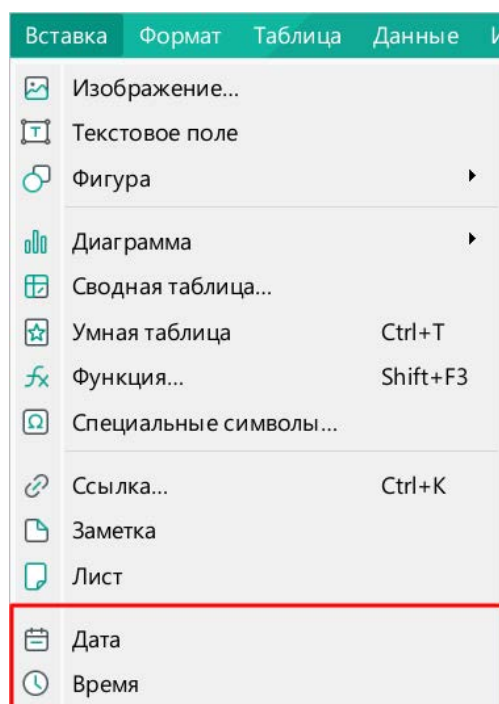 Вставка Формат Таблица Данные
Изображение...
Текстовое поле
Фигура
Диаграмма
Сводная таблица...
Умная таблица Ctrl+T
Функция... Shift+F3
Специальные символы...
Ссылка... Ctrl+K
Заметка
Лист
Дата
Время